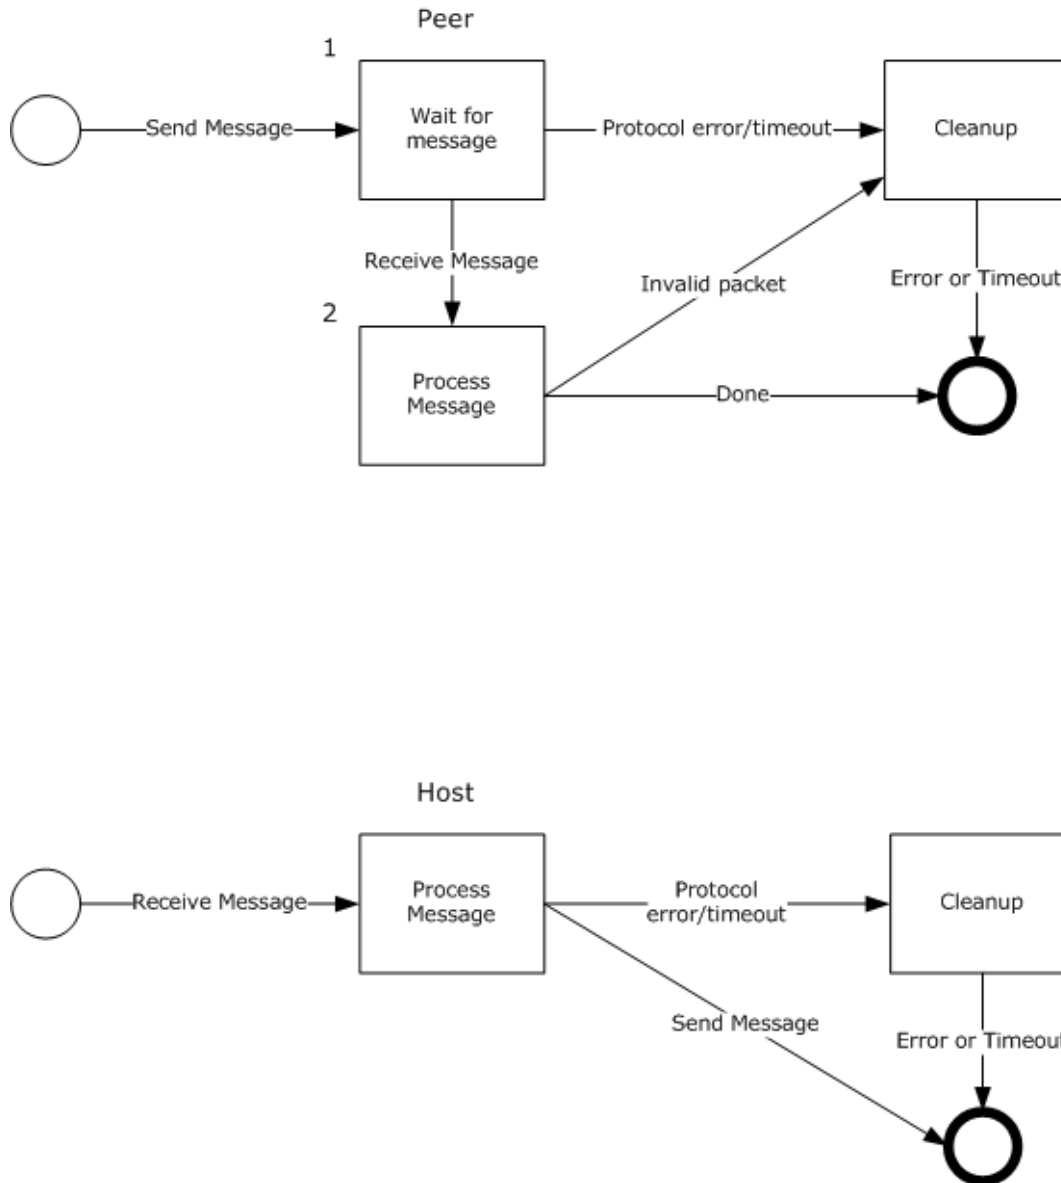 Peer
1
Wait for
message
Send Message
Protocol error/timeout
Cleanup
Receive Message
Invalid packet
Error or Timeout
2
Process
Message
Done
Host
Receive Message
Process
Message
Protocol
error/timeout
Cleanup
Send Message
Error or Timeout